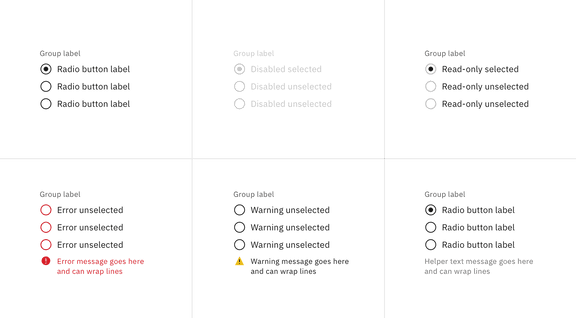 Group label
Radio button label
Radio button label
Radio button label
Group label
Disabled selected
Disabled unselected
Disabled unselected
Group label
Read-only selected
Read-only unselected
Read-only unselected
Group label
Error unselected
Error unselected
Error unselected
Error message goes here
and can wrap lines
Group label
Warning unselected
Warning unselected
Warning unselected
Warning message goes here
and can wrap lines
Group label
Radio button label
Radio button label
Radio button label
Helper text message goes here
and can wrap lines